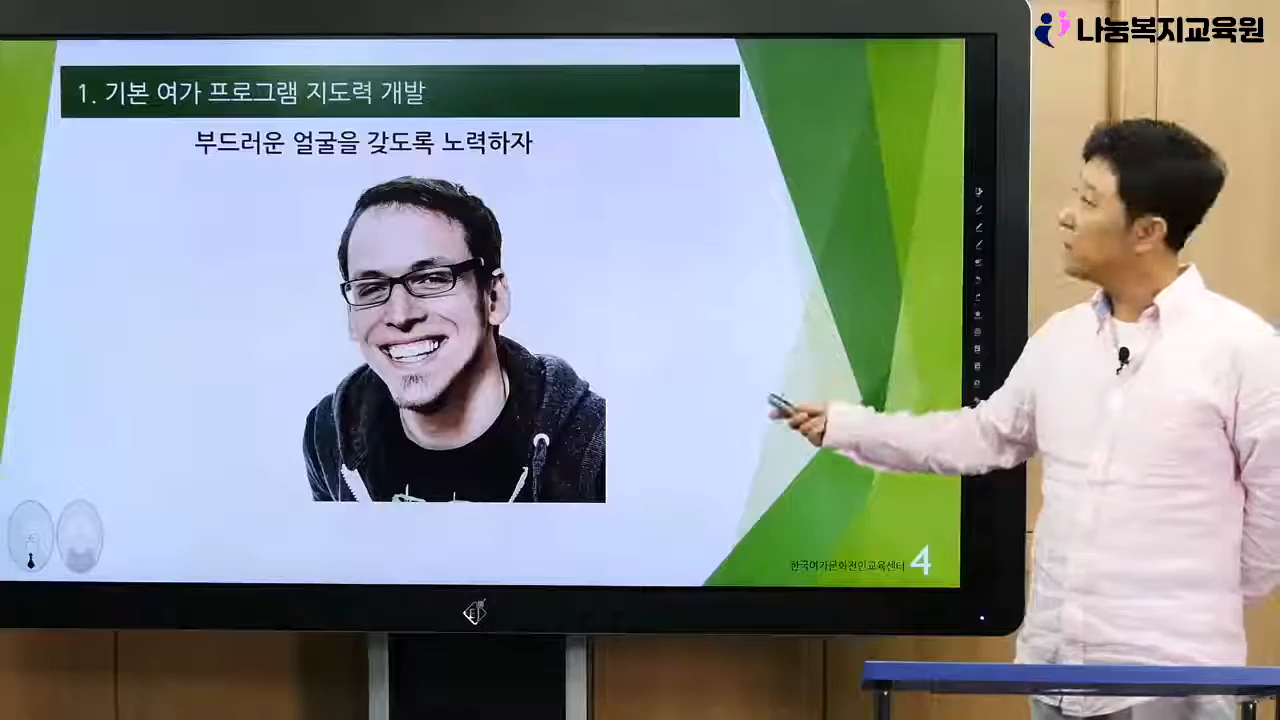 나눔복지교육원
1. 기본 여가 프로그램 지도력 개발
부드러운 얼굴을 갖도록 노력하자
한국여가문화전인교육센터 4